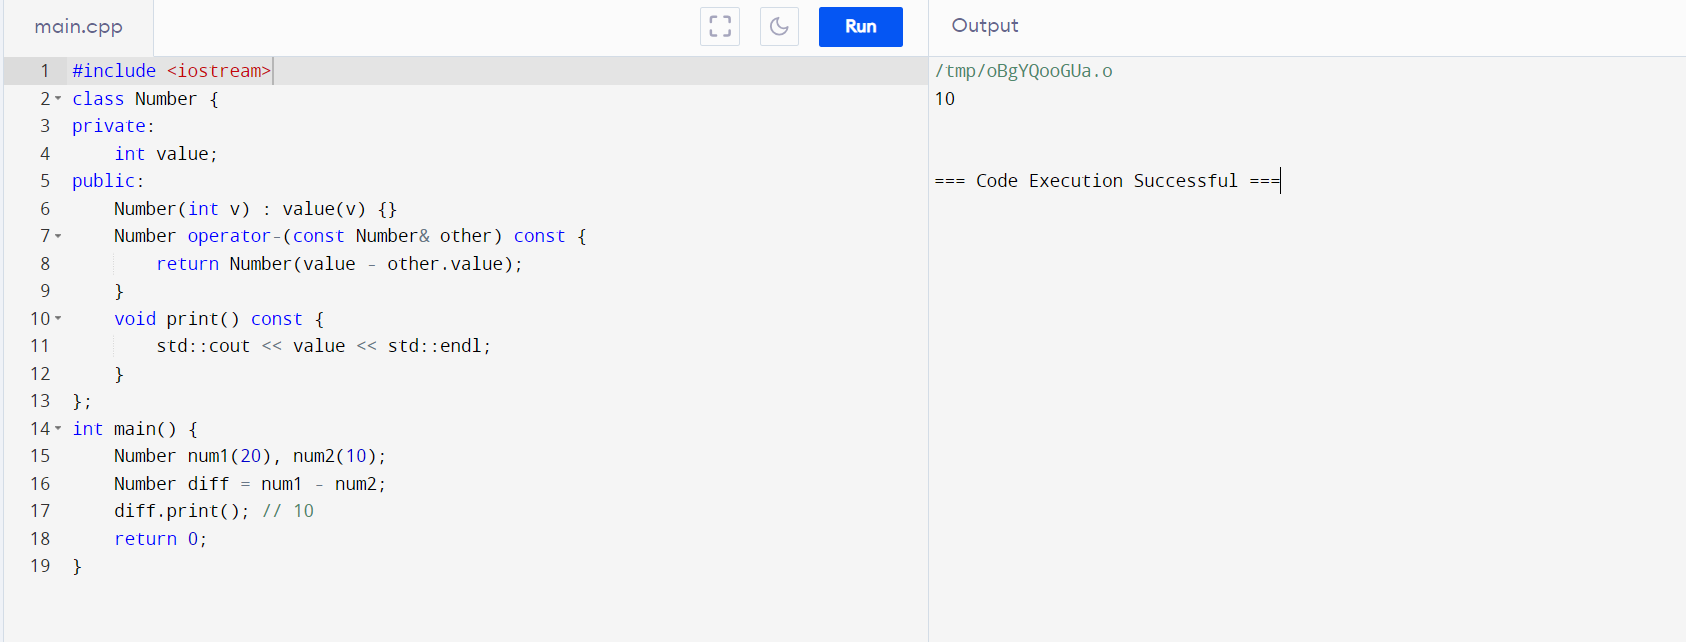 main.cpp
Run
Output
1 #include <iostream>
2 class Number {
3 private:
4     int value;
5 public:
6     Number(int v) : value(v) {}
7     Number operator-(const Number& other) const {
8         return Number(value - other.value);
9     }
10     void print() const {
11         std::cout << value << std::endl;
12     }
13 };
14 int main() {
15     Number num1(20), num2(10);
16     Number diff = num1 - num2;
17     diff.print(); // 10
18     return 0;
19 }
/tmp/oBgYQooGUa.o
10
=== Code Execution Successful ===